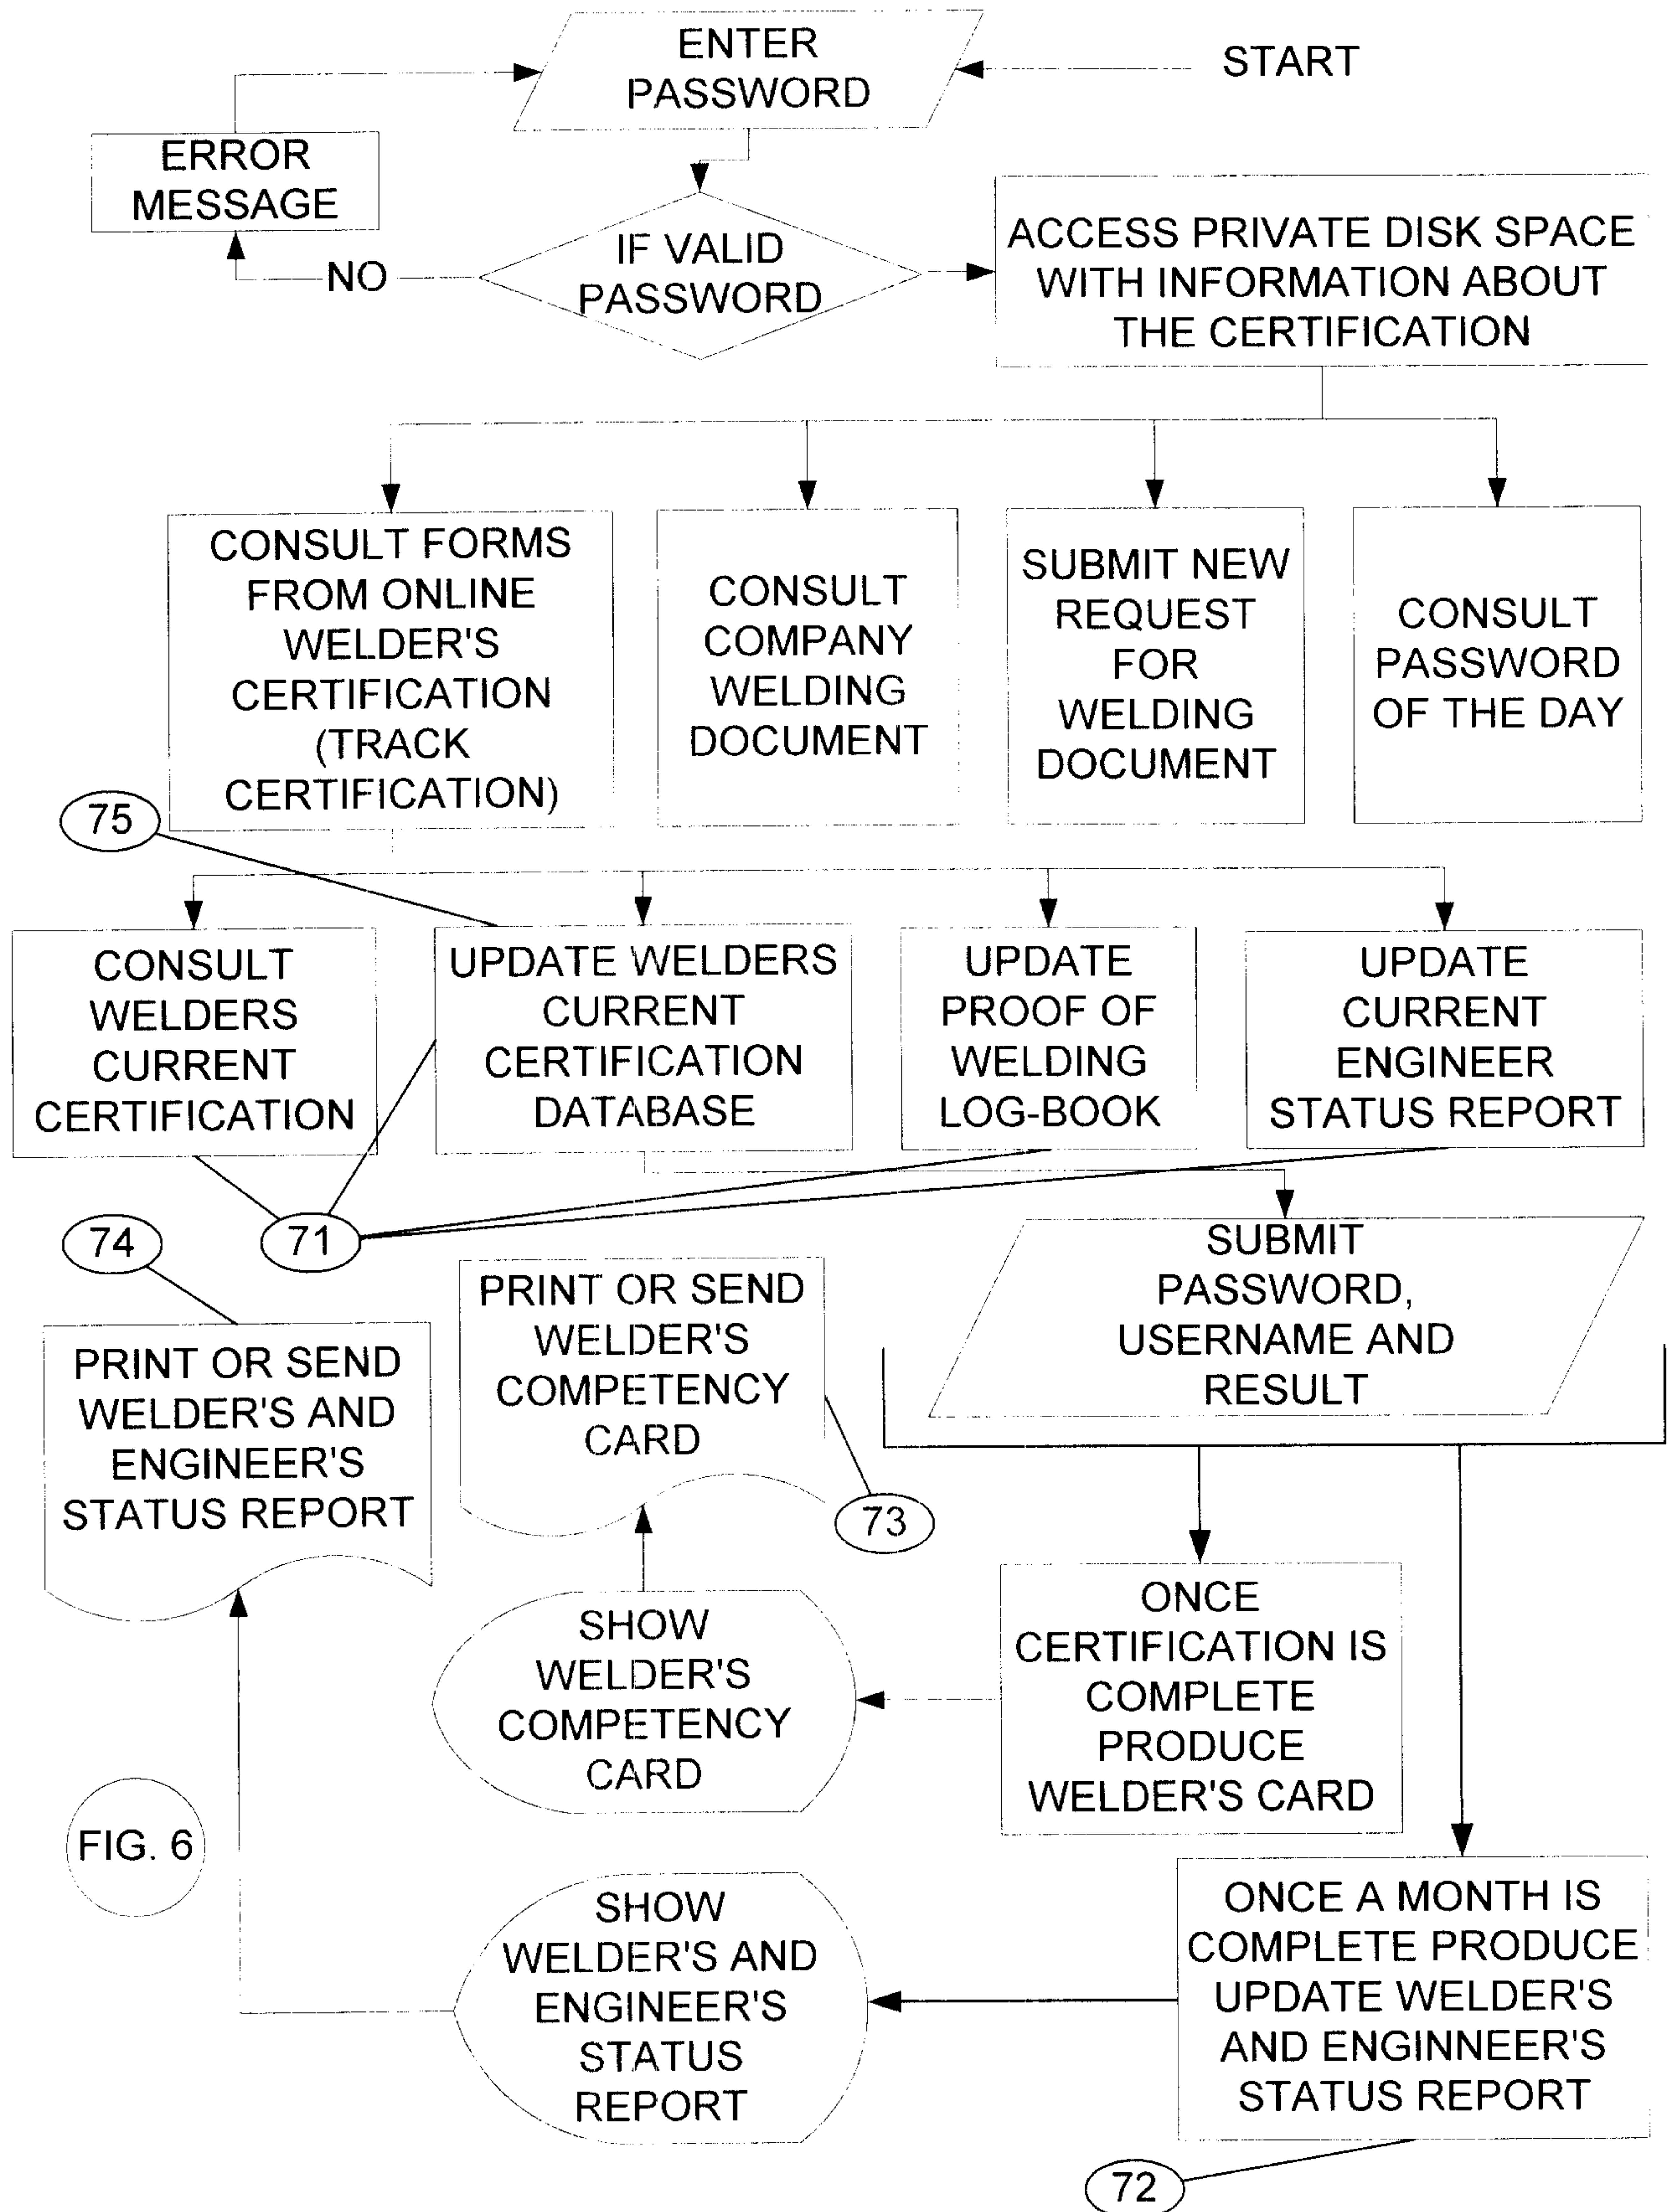 ENTER
PASSWORD
START
ERROR
MESSAGE
NO
IF VALID
PASSWORD
ACCESS PRIVATE DISK SPACE
WITH INFORMATION ABOUT
THE CERTIFICATION
CONSULT FORMS
FROM ONLINE
WELDER'S
CERTIFICATION
(TRACK
CERTIFICATION)
CONSULT
COMPANY
WELDING
DOCUMENT
SUBMIT NEW
REQUEST
FOR
WELDING
DOCUMENT
CONSULT
PASSWORD
OF THE DAY
75
CONSULT
WELDERS
CURRENT
CERTIFICATION
UPDATE WELDERS
CURRENT
CERTIFICATION
DATABASE
UPDATE
PROOF OF
WELDING
LOG-BOOK
UPDATE
CURRENT
ENGINEER
STATUS REPORT
74
71
SUBMIT
PASSWORD,
USERNAME AND
RESULT
PRINT OR SEND
WELDER'S
COMPETENCY
CARD
PRINT OR SEND
WELDER'S AND
ENGINEER'S
STATUS REPORT
73
ONCE
CERTIFICATION IS
COMPLETE
PRODUCE
WELDER'S CARD
SHOW
WELDER'S
COMPETENCY
CARD
FIG. 6
SHOW
WELDER'S AND
ENGINEER'S
STATUS
REPORT
ONCE A MONTH IS
COMPLETE PRODUCE
UPDATE WELDER'S
AND ENGINNEER'S
STATUS REPORT
72